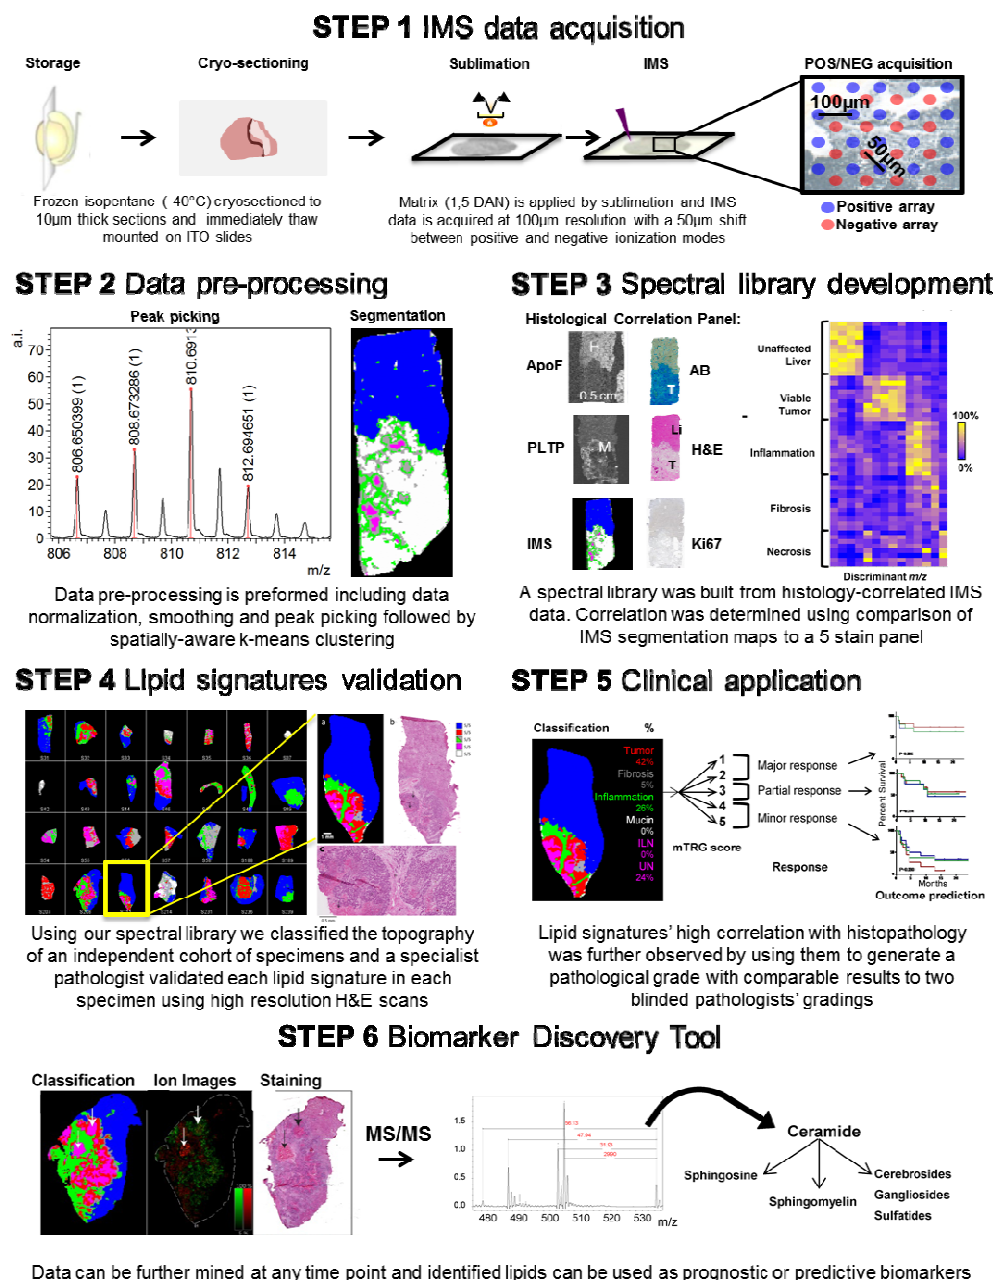 STEP 1 IMS data acquisition
Storage
Cryo-sectioning
Sublimation
IMS
POS/NEG acquisition
100µm
50µm
Positive array
Negative array
Frozen isopentane (-40°C) cryosectioned to
10µm thick sections and immediately thaw
mounted on ITO slides
Matrix (1,5 DAN) is applied by sublimation and IMS
data is acquired at 100µm resolution with a 50µm shift
between positive and negative ionization modes
STEP 2 Data pre-processing
Peak picking
Segmentation
a.i.
70
60
50
40
30
20
10
0
806.650399 (1)
808.673286 (1)
810.6913
812.694651 (1)
806
808
810
812
814
m/z
Data pre-processing is preformed including data
normalization, smoothing and peak picking followed by
spatially-aware k-means clustering
STEP 3 Spectral library development
Histological Correlation Panel:
ApoF
H
0.5 cm
T
AB
PLTP
M
Li
T
H&E
IMS
Ki67
Unaffected
Liver
Viable
Tumor
Inflammation
Fibrosis
Necrosis
100%
0%
Discriminant m/z
A spectral library was built from histology-correlated IMS
data. Correlation was determined using comparison of
IMS segmentation maps to a 5 stain panel
STEP 4 LIpid signatures validation
a
b
c
Using our spectral library we classified the topography
of an independent cohort of specimens and a specialist
pathologist validated each lipid signature in each
specimen using high resolution H&E scans
STEP 5 Clinical application
Classification %
Tumor
42%
Fibrosis
5%
Inflammation
26%
Mucin
0%
ILN
0%
UN
24%
mTRG score
1
2
3
4
5
Major response
Partial response
Minor response
Response
Percent Survival
Months
Outcome prediction
Lipid signatures' high correlation with histopathology
was further observed by using them to generate a
pathological grade with comparable results to two
blinded pathologists' gradings
STEP 6 Biomarker Discovery Tool
Classification
Ion Images
Staining
MS/MS
1.5
1.0
0.5
0.0
480
490
500
510
520
530
m/z
Ceramide
Sphingosine
Sphingomyelin
Cerebrosides
Gangliosides
Sulfatides
Data can be further mined at any time point and identified lipids can be used as prognostic or predictive biomarkers